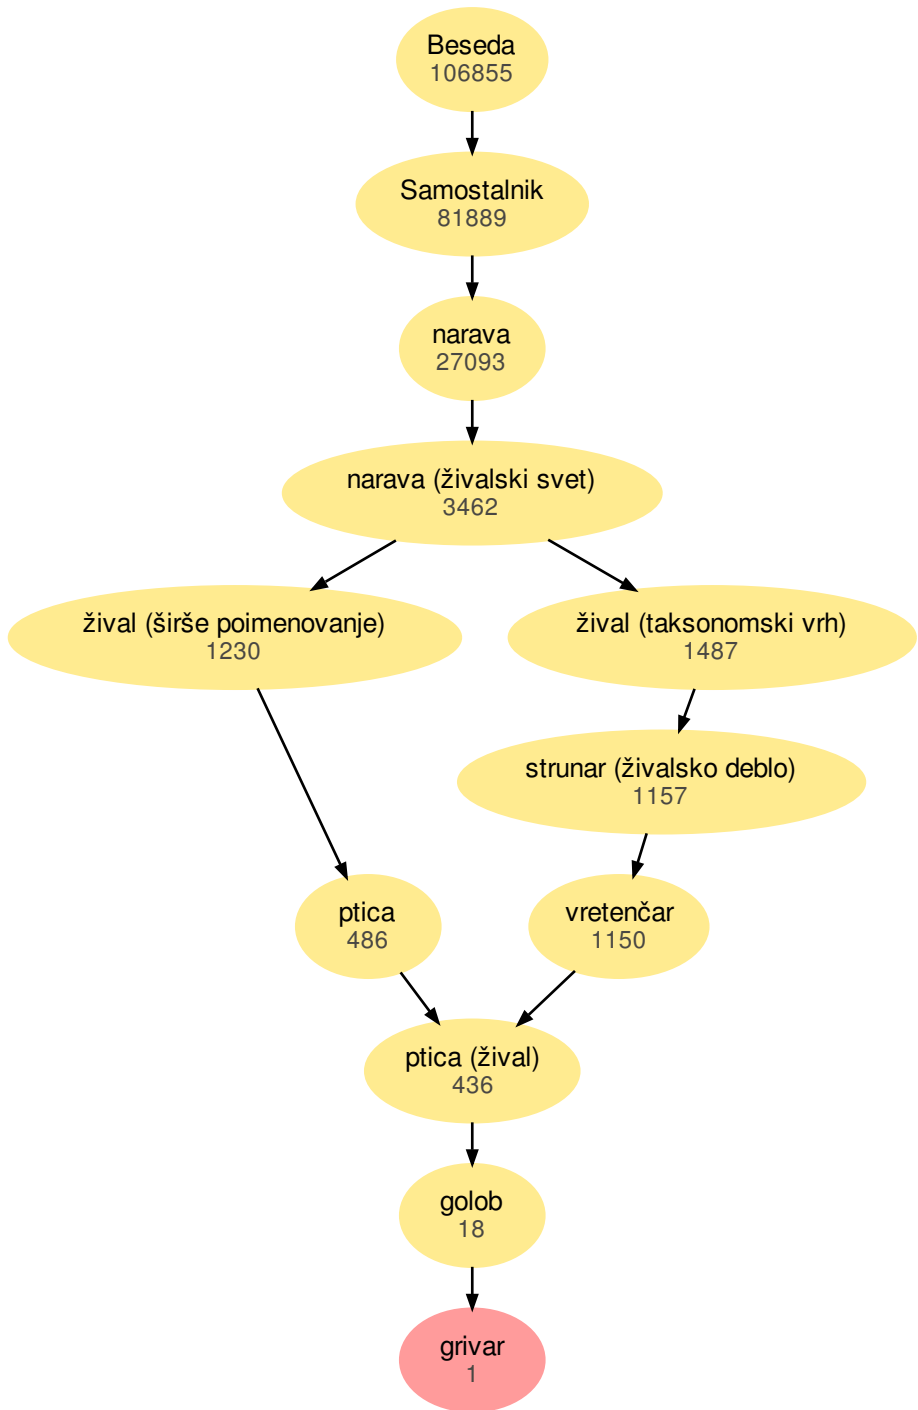 Beseda
106855
Samostalnik
81889
narava
27093
narava (živalski svet)
3462
žival (širše poimenovanje)
1230
žival (taksonomski vrh)
1487
strunar (živalsko deblo)
1157
ptica
486
vretenčar
1150
ptica (žival)
436
golob
18
grivar
1